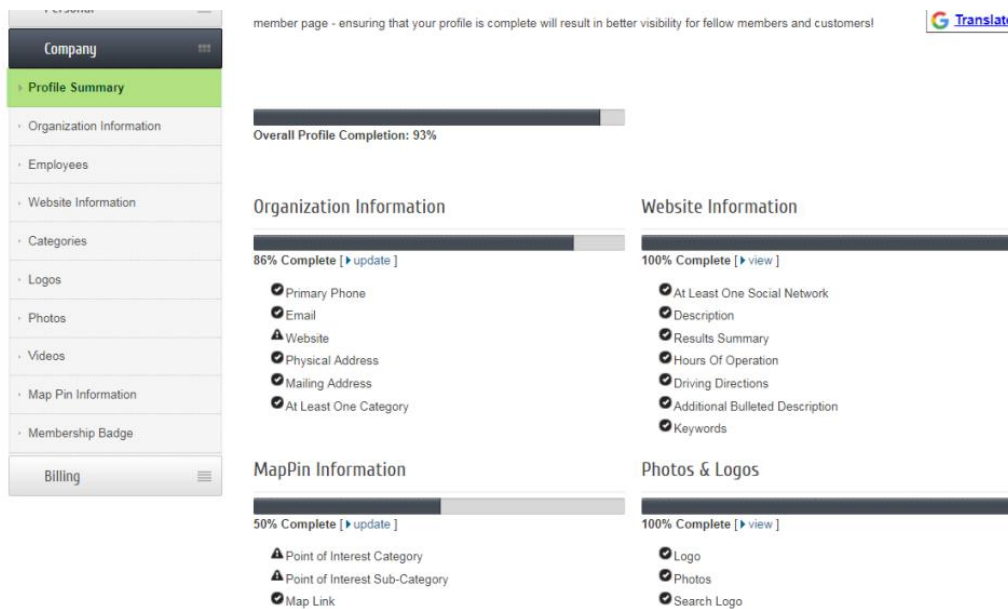 member page - ensuring that your profile is complete will result in better visibility for fellow members and customers!
Translate
Company
Profile Summary
Organization Information
Employees
Website Information
Categories
Logos
Photos
Videos
Map Pin Information
Membership Badge
Billing
Overall Profile Completion: 93%
Organization Information
86% Complete [ update ]
Primary Phone
Email
Website
Physical Address
Mailing Address
At Least One Category
Website Information
100% Complete [ view ]
At Least One Social Network
Description
Results Summary
Hours Of Operation
Driving Directions
Additional Bulleted Description
Keywords
MapPin Information
50% Complete [ update ]
Point of Interest Category
Point of Interest Sub-Category
Map Link
Photos & Logos
100% Complete [ view ]
Logo
Photos
Search Logo